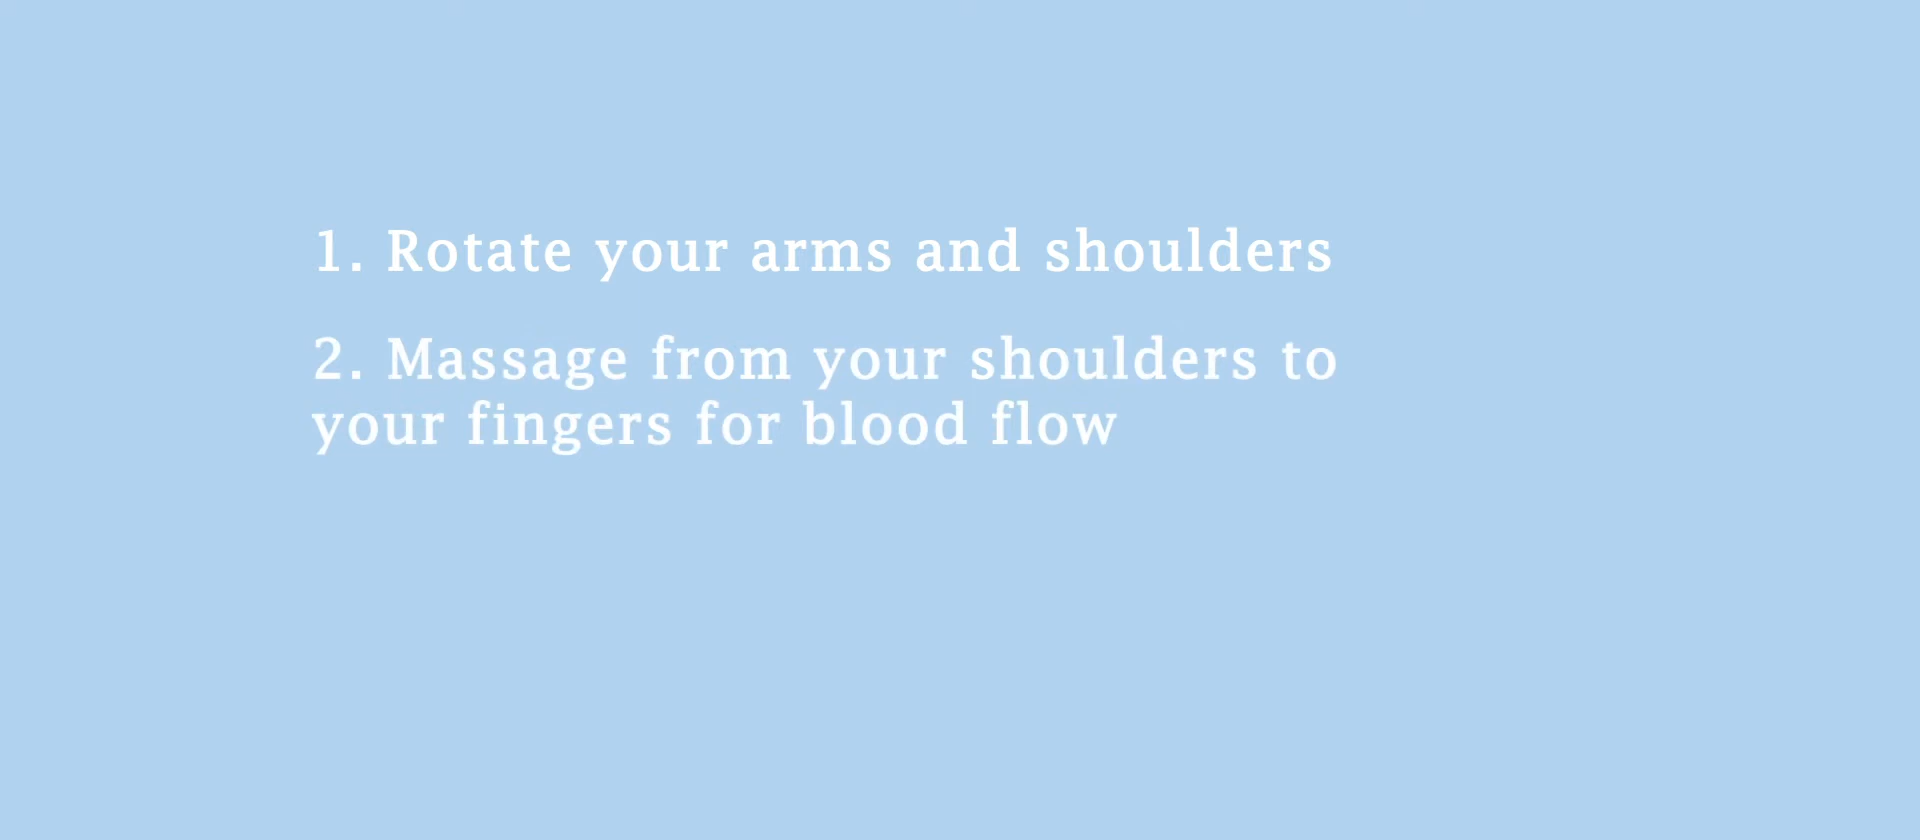 1. Rotate your arms and shoulders
2. Massage from your shoulders to
your fingers for blood flow